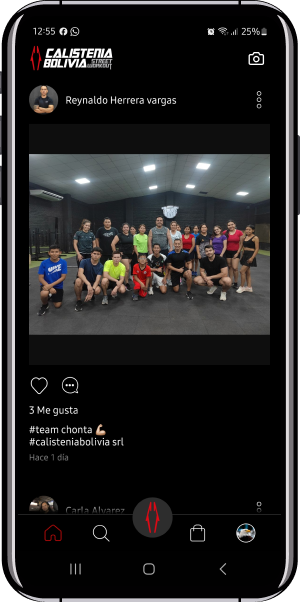 12:55
25%
CALISTENIA
BOLIVIA STREET WORKOUT
Reynaldo Herrera vargas
3 Me gusta
#team chonta 💪🏼
#calisteniabolivia srl
Hace 1 día
Carla Alvarez